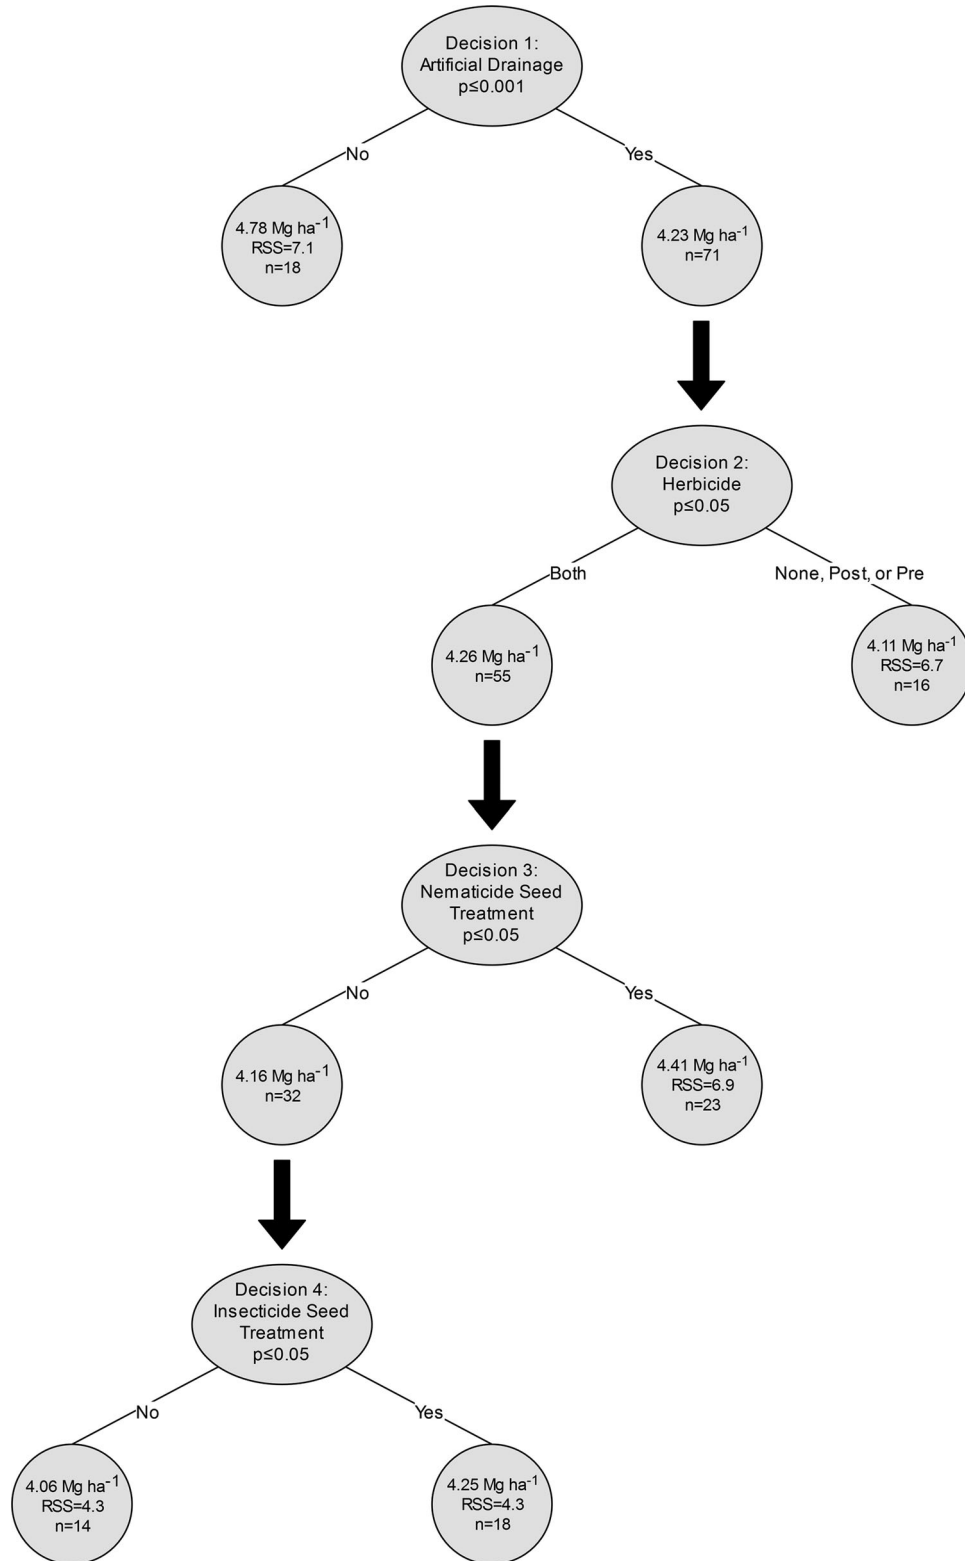 Decision 1:
Artificial Drainage
p≤0.001
No
Yes
4.78 Mg ha⁻¹
RSS=7.1
n=18
4.23 Mg ha⁻¹
n=71
Decision 2:
Herbicide
p≤0.05
Both
None, Post, or Pre
4.26 Mg ha⁻¹
n=55
4.11 Mg ha⁻¹
RSS=6.7
n=16
Decision 3:
Nematicide Seed
Treatment
p≤0.05
No
Yes
4.16 Mg ha⁻¹
n=32
4.41 Mg ha⁻¹
RSS=6.9
n=23
Decision 4:
Insecticide Seed
Treatment
p≤0.05
No
Yes
4.06 Mg ha⁻¹
RSS=4.3
n=14
4.25 Mg ha⁻¹
RSS=4.3
n=18